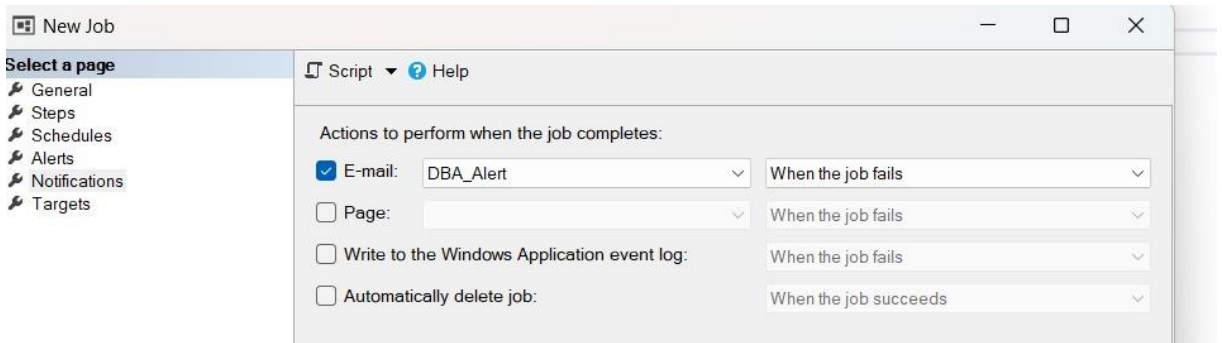 New Job
Select a page
General
Steps
Schedules
Alerts
Notifications
Targets
Script Help
Actions to perform when the job completes:
E-mail: DBA_Alert When the job fails
Page: When the job fails
Write to the Windows Application event log: When the job fails
Automatically delete job: When the job succeeds